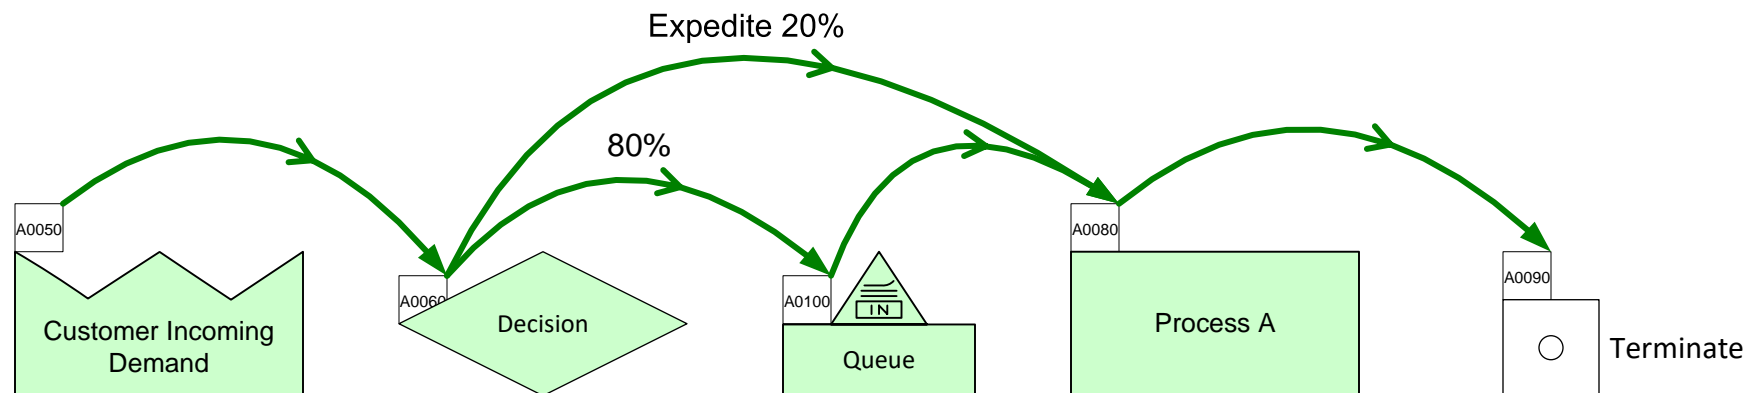 Expedite 20%
80%
A0050
A0080
A0060
A0100
A0090
IN
Customer Incoming
Demand
Decision
Queue
Process A
Terminate